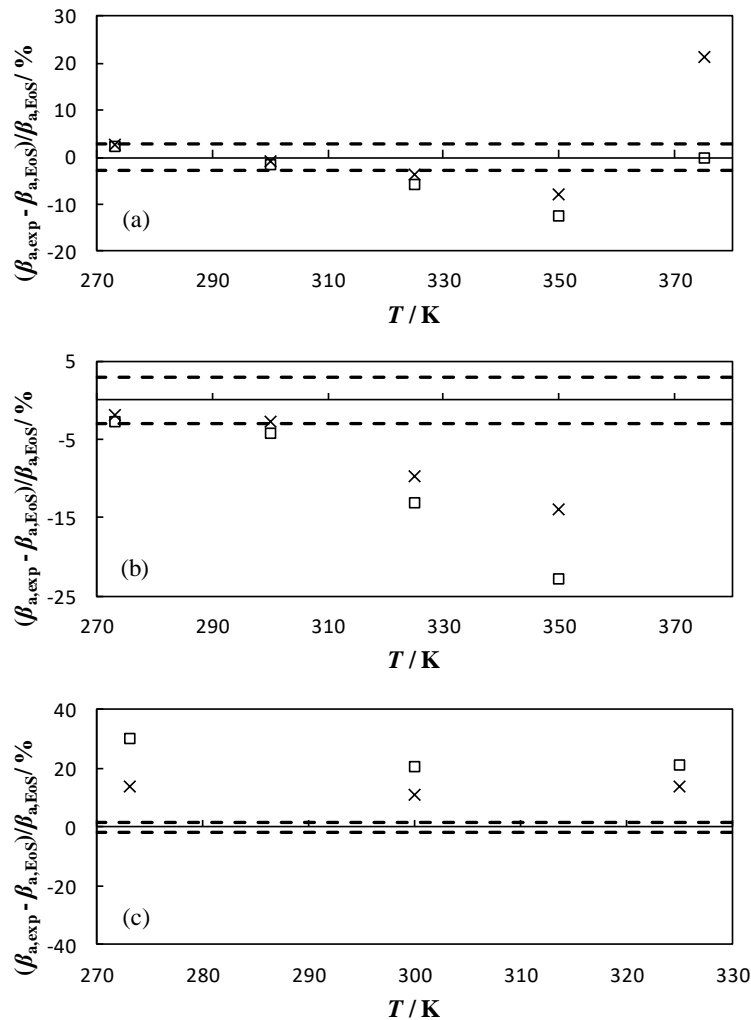 (βa,exp - βa,EoS)/βa,EoS/ %
30
20
10
0
-10
-20
(a)
270 290 310 330 350 370
T / K
(βa,exp - βa,EoS)/βa,EoS/ %
5
-5
-15
-25
(b)
270 290 310 330 350 370
T / K
(βa,exp - βa,EoS)/βa,EoS/ %
40
20
0
-20
-40
(c)
270 280 290 300 310 320 330
T / K